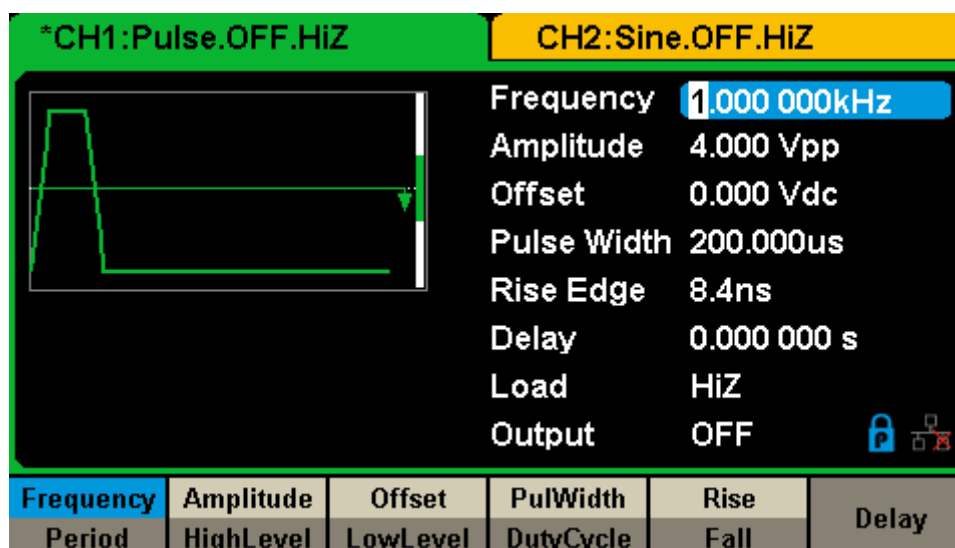 *CH1:Pulse.OFF.HiZ CH2:Sine.OFF.HiZ
Frequency 1.000 000kHz
Amplitude 4.000 Vpp
Offset 0.000 Vdc
Pulse Width 200.000us
Rise Edge 8.4ns
Delay 0.000 000 s
Load HiZ
Output OFF
Frequency Amplitude Offset PulWidth Rise Delay
Period HighLevel LowLevel DutyCycle Fall